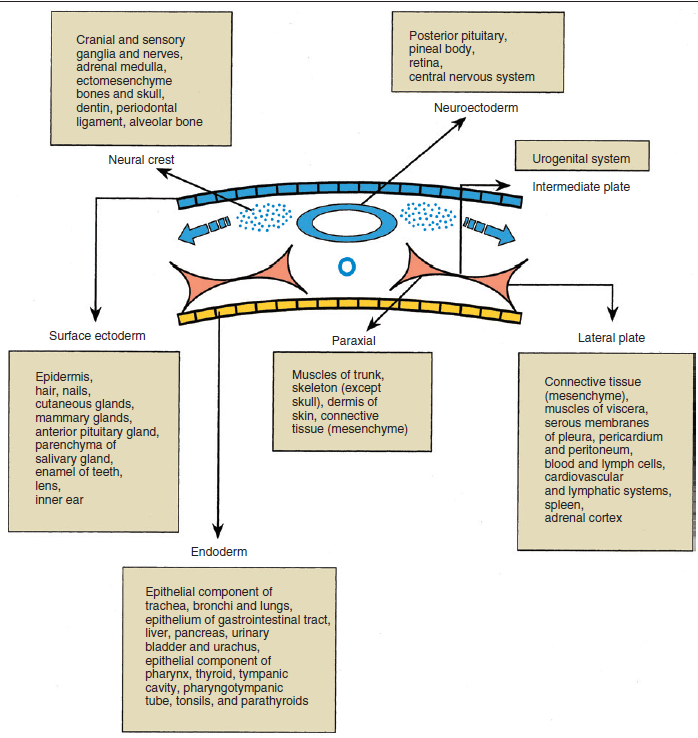 Cranial and sensory
ganglia and nerves,
adrenal medulla,
ectomesenchyme
bones and skull,
dentin, periodontal
ligament, alveolar bone
Neural crest
Posterior pituitary,
pineal body,
retina,
central nervous system
Neuroectoderm
Urogenital system
Intermediate plate
Surface ectoderm
Epidermis,
hair, nails,
cutaneous glands,
mammary glands,
anterior pituitary gland,
parenchyma of
salivary gland,
enamel of teeth,
lens,
inner ear
Paraxial
Muscles of trunk,
skeleton (except
skull), dermis of
skin, connective
tissue (mesenchyme)
Lateral plate
Connective tissue
(mesenchyme),
muscles of viscera,
serous membranes
of pleura, pericardium
and peritoneum,
blood and lymph cells,
cardiovascular
and lymphatic systems,
spleen,
adrenal cortex
Endoderm
Epithelial component of
trachea, bronchi and lungs,
epithelium of gastrointestinal tract,
liver, pancreas, urinary
bladder and urachus,
epithelial component of
pharynx, thyroid, tympanic
cavity, pharyngotympanic
tube, tonsils, and parathyroids